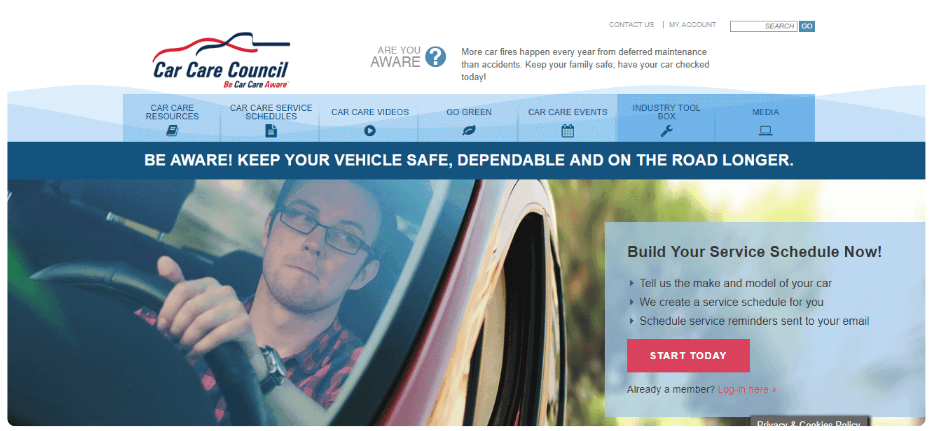 CONTACT US | MY ACCOUNT SEARCH GO
Car Care Council
Be Car Care Aware
ARE YOU
AWARE ?
More car fires happen every year from deferred maintenance
than accidents. Keep your family safe; have your car checked
today!
CAR CARE
RESOURCES
CAR CARE SERVICE
SCHEDULES
CAR CARE VIDEOS
GO GREEN
CAR CARE EVENTS
INDUSTRY TOOL
BOX
MEDIA
BE AWARE! KEEP YOUR VEHICLE SAFE, DEPENDABLE AND ON THE ROAD LONGER.
Build Your Service Schedule Now!
Tell us the make and model of your car
We create a service schedule for you
Schedule service reminders sent to your email
START TODAY
Already a member? Log-in here »
Privacy & Cookies Policy